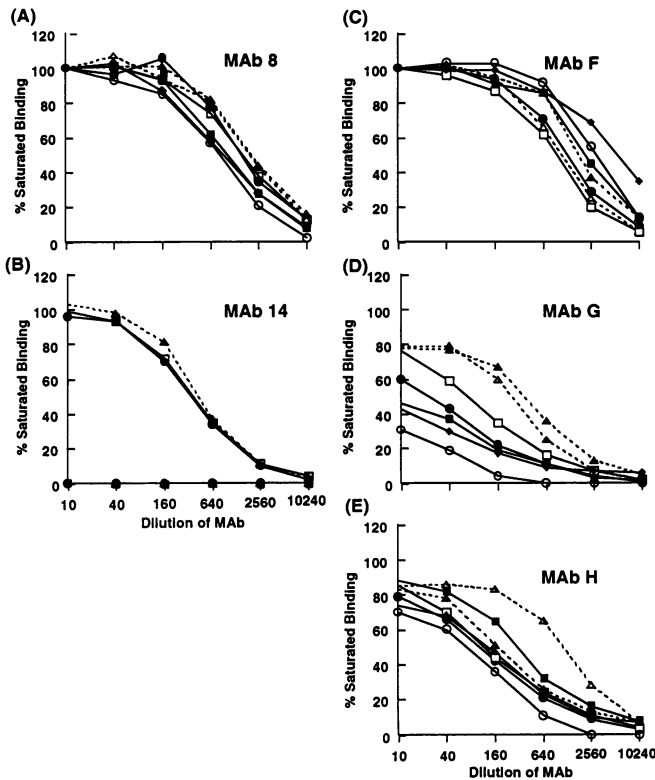 (A)
MAb 8
% Saturated Binding
120
100
80
60
40
20
0
(B)
MAb 14
% Saturated Binding
120
100
80
60
40
20
0
10 40 160 640 2560 10240
Dilution of MAb
(C)
MAb F
% Saturated Binding
120
100
80
60
40
20
0
(D)
MAb G
% Saturated Binding
120
100
80
60
40
20
0
(E)
MAb H
% Saturated Binding
120
100
80
60
40
20
0
10 40 160 640 2560 10240
Dilution of MAb